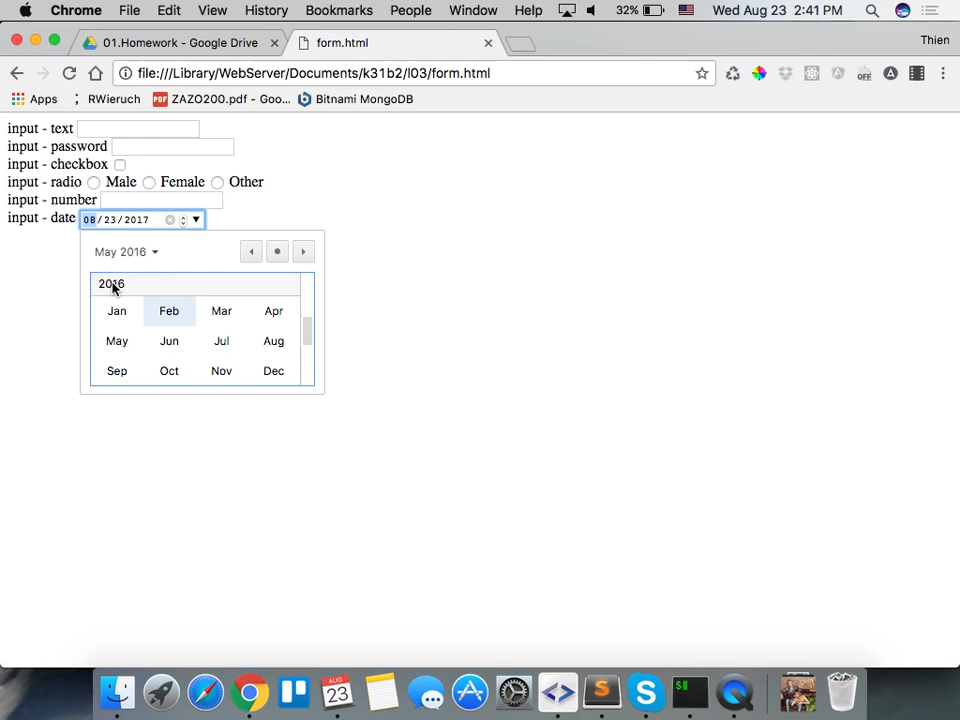 Chrome File Edit View History Bookmarks People Window Help 32% Wed Aug 23 2:41 PM
01.Homework - Google Drive form.html Thien
file:///Library/WebServer/Documents/k31b2/l03/form.html OFF
Apps RWieruch PDF ZAZO200.pdf - Goo... Bitnami MongoDB
input - text
input - password
input - checkbox
input - radio Male Female Other
input - number
input - date 08/23/2017
May 2016
2016
Jan Feb Mar Apr
May Jun Jul Aug
Sep Oct Nov Dec
AUG
23